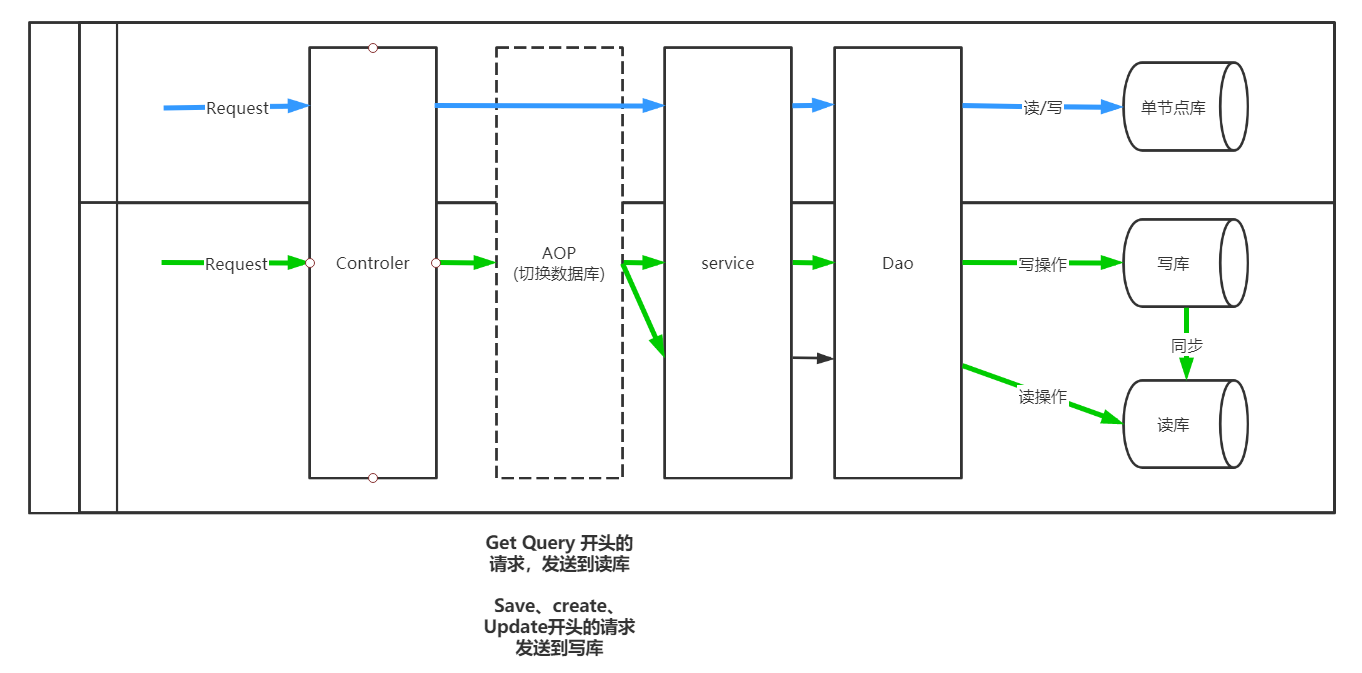 Request
读/写
单节点库
Request
Controler
AOP
(切换数据库)
service
Dao
写操作
写库
同步
读操作
读库
Get Query 开头的
请求，发送到读库
Save、create、
Update开头的请求
发送到写库